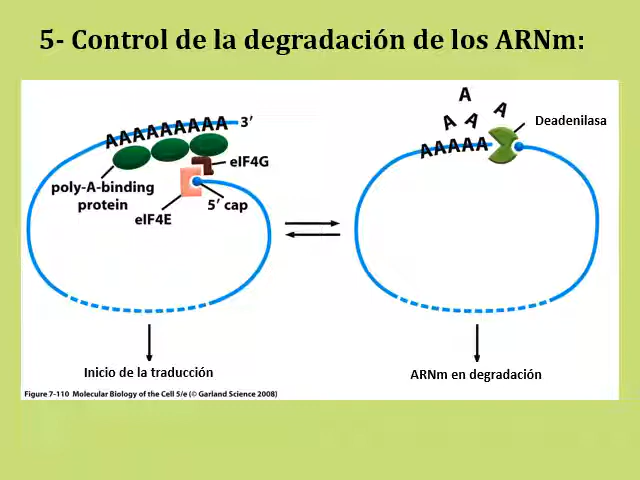 5- Control de la degradación de los ARNm:
AAAAAAAAA 3′
eIF4G
poly-A-binding
protein
5′ cap
eIF4E
Inicio de la traducción
A
A
A A
Deadenilasa
AAAAA
ARNm en degradación
Figure 7-110 Molecular Biology of the Cell 5/e (© Garland Science 2008)